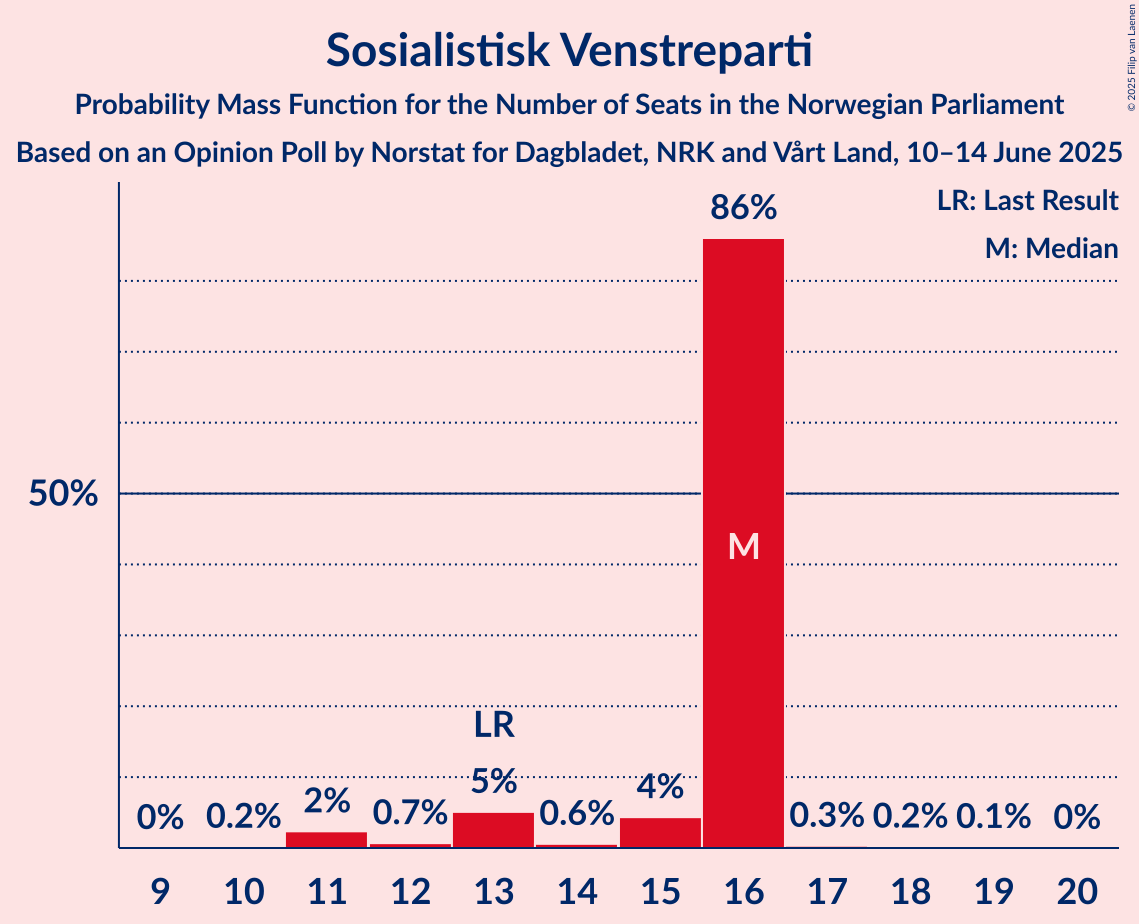 Sosialistisk Venstreparti
Probability Mass Function for the Number of Seats in the Norwegian Parliament
Based on an Opinion Poll by Norstat for Dagbladet, NRK and Vårt Land, 10–14 June 2025
© 2025 Filip van Laenen
LR: Last Result
M: Median
86%
50%
M
LR
0% 0.2% 2% 0.7% 5% 0.6% 4% 0.3% 0.2% 0.1% 0%
9 10 11 12 13 14 15 16 17 18 19 20